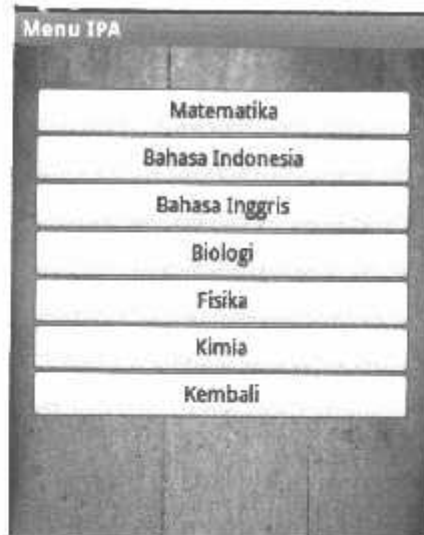 Menu IPA
Matematika
Bahasa Indonesia
Bahasa Inggris
Biologi
Fisika
Kimia
Kembali